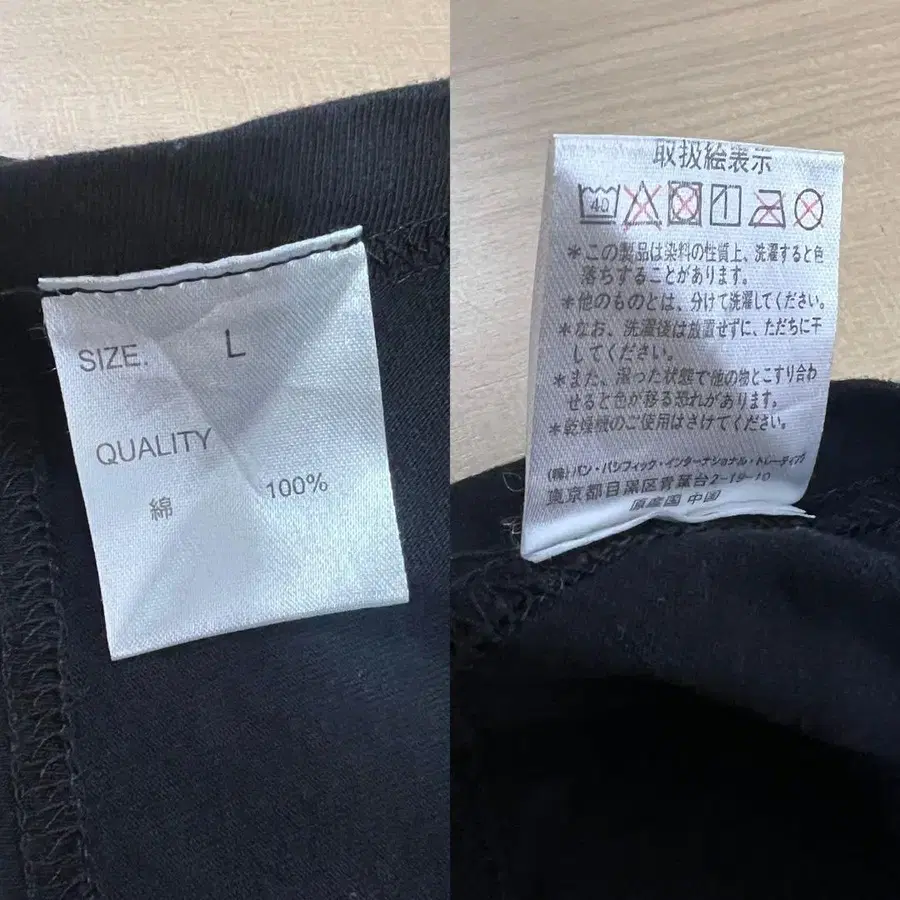 SIZE. L
QUALITY
綿 100%
取扱絵表示
40
*この製品は染料の性質上、洗濯すると色
落ちすることがあります。
*他のものとは、分けて洗濯してください。
*なお、洗濯後は放置せずに、ただちに干
してください。
*また、湿った状態で他の物とこすり合わ
せると色が移る恐れがあります。
*乾燥機のご使用はさけてください。
(株)パン・パシフィック・インターナショナル・トレーディング
東京都目黒区青葉台2-19-10
原産国 中国